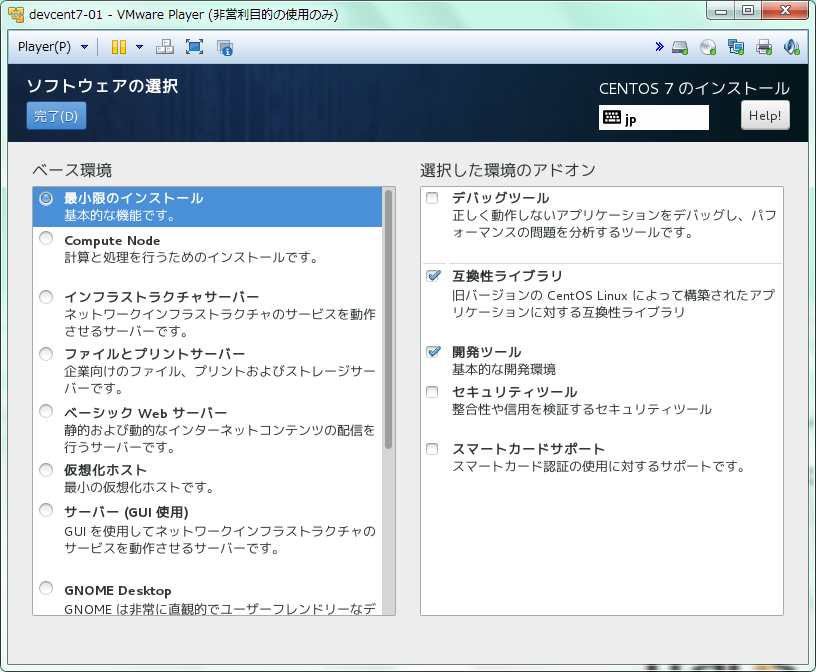 devcent7-01 - VMware Player (非営利目的の使用のみ)
Player(P)
ソフトウェアの選択
完了(D)
CENTOS 7 のインストール
jp
Help!
ベース環境
最小限のインストール
基本的な機能です。
Compute Node
計算と処理を行うためのインストールです。
インフラストラクチャサーバー
ネットワークインフラストラクチャのサービスを動作
させるサーバーです。
ファイルとプリントサーバー
企業向けのファイル、プリントおよびストレージサー
バーです。
ベーシック Web サーバー
静的および動的なインターネットコンテンツの配信を
行うサーバーです。
仮想化ホスト
最小の仮想化ホストです。
サーバー (GUI 使用)
GUI を使用してネットワークインフラストラクチャの
サービスを動作させるサーバーです。
GNOME Desktop
GNOME は非常に直観的でユーザーフレンドリーなデ
選択した環境のアドオン
デバッグツール
正しく動作しないアプリケーションをデバッグし、パフ
ォーマンスの問題を分析するツールです。
互換性ライブラリ
旧バージョンの CentOS Linux によって構築されたアプ
リケーションに対する互換性ライブラリ
開発ツール
基本的な開発環境
セキュリティツール
整合性や信用を検証するセキュリティツール
スマートカードサポート
スマートカード認証の使用に対するサポートです。